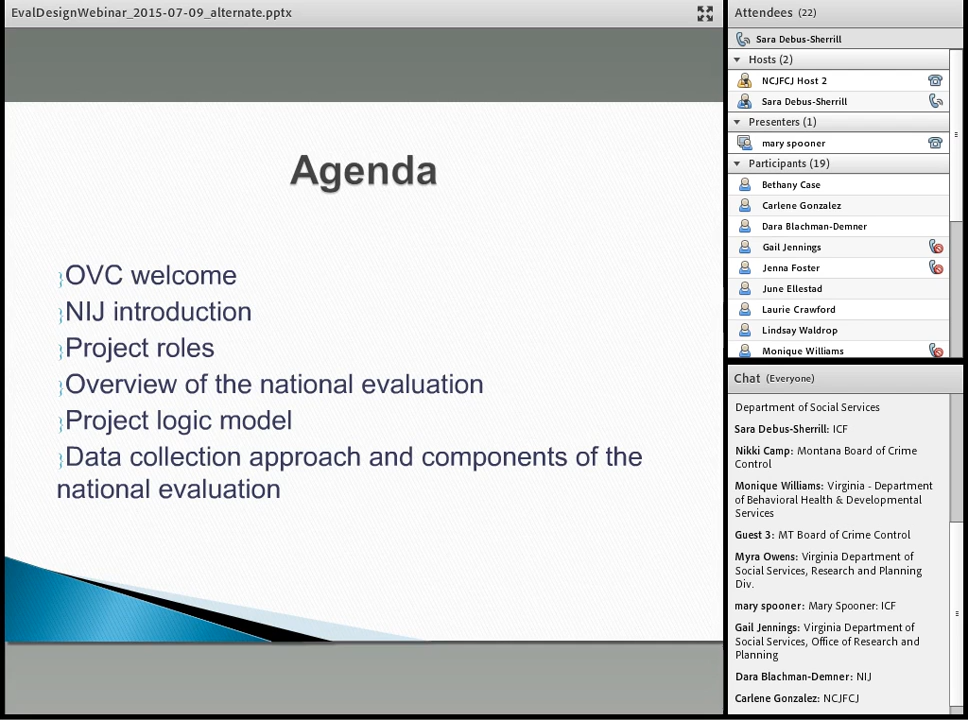 EvalDesignWebinar_2015-07-09_alternate.pptx
Agenda
OVC welcome
NIJ introduction
Project roles
Overview of the national evaluation
Project logic model
Data collection approach and components of the
national evaluation
Attendees (22)
Sara Debus-Sherrill
Hosts (2)
NCJFCJ Host 2
Sara Debus-Sherrill
Presenters (1)
mary spooner
Participants (19)
Bethany Case
Carlene Gonzalez
Dara Blachman-Demner
Gail Jennings
Jenna Foster
June Ellestad
Laurie Crawford
Lindsay Waldrop
Monique Williams
Chat (Everyone)
Department of Social Services
Sara Debus-Sherrill: ICF
Nikki Camp: Montana Board of Crime
Control
Monique Williams: Virginia - Department
of Behavioral Health & Developmental
Services
Guest 3: MT Board of Crime Control
Myra Owens: Virginia Department of
Social Services, Research and Planning
Div.
mary spooner: Mary Spooner: ICF
Gail Jennings: Virginia Department of
Social Services, Office of Research and
Planning
Dara Blachman-Demner: NIJ
Carlene Gonzalez: NCJFCJ